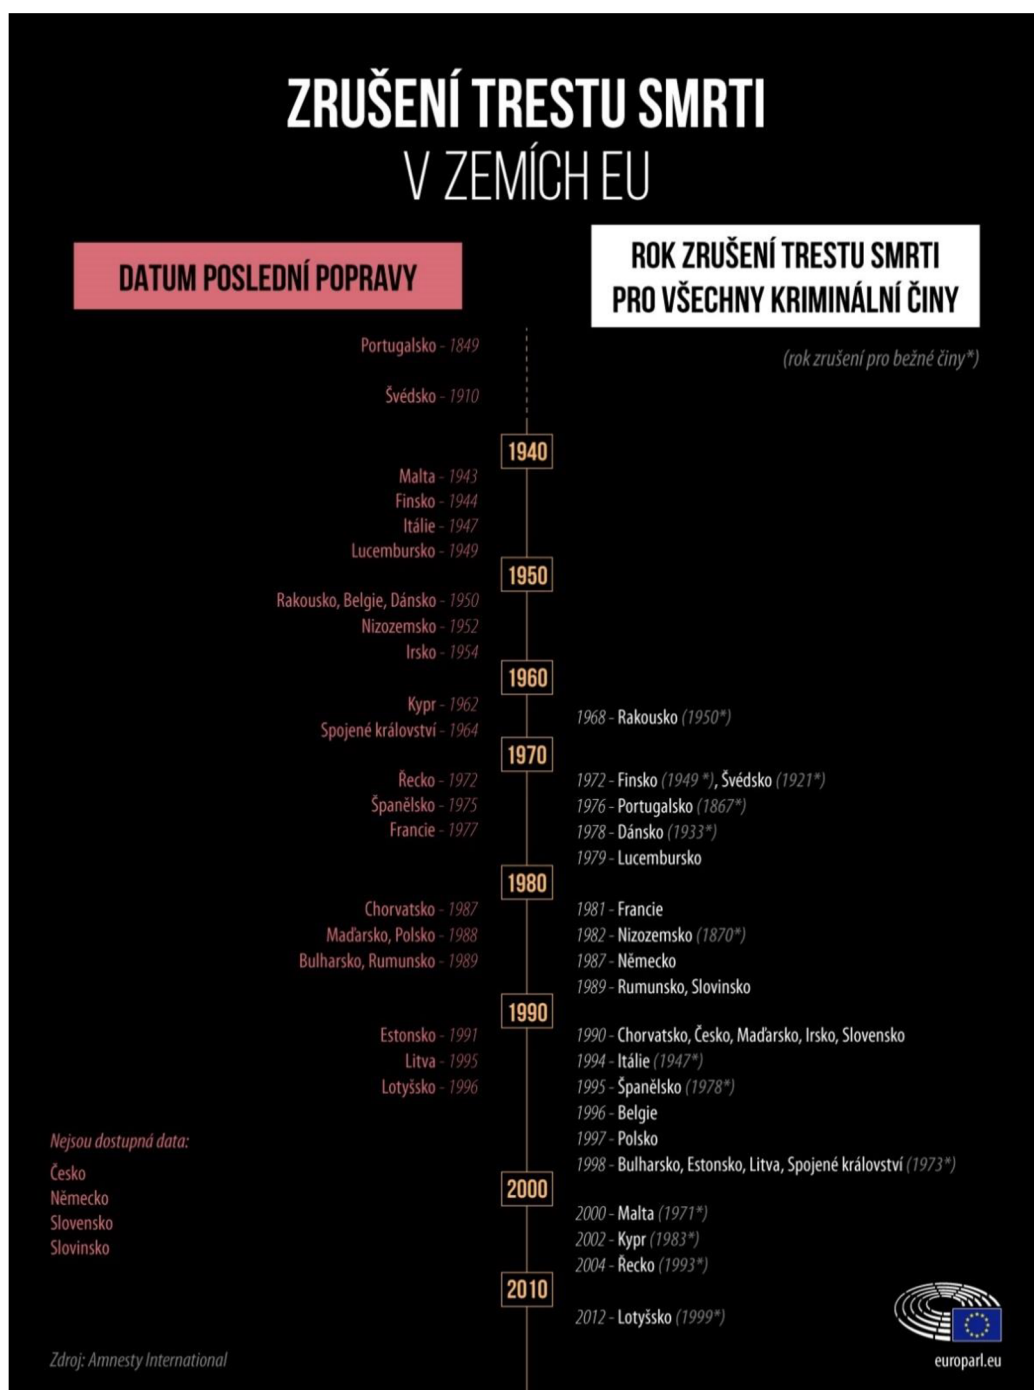 ZRUŠENÍ TRESTU SMRTI
V ZEMÍCH EU
DATUM POSLEDNÍ POPRAVY
ROK ZRUŠENÍ TRESTU SMRTI
PRO VŠECHNY KRIMINÁLNÍ ČINY
(rok zrušení pro bežné činy*)
Portugalsko - 1849
Švédsko - 1910
1940
Malta - 1943
Finsko - 1944
Itálie - 1947
Lucembursko - 1949
1950
Rakousko, Belgie, Dánsko - 1950
Nizozemsko - 1952
Irsko - 1954
1960
Kypr - 1962
Spojené království - 1964
1968 - Rakousko (1950*)
1970
Řecko - 1972
Španělsko - 1975
Francie - 1977
1972 - Finsko (1949 *), Švédsko (1921*)
1976 - Portugalsko (1867*)
1978 - Dánsko (1933*)
1979 - Lucembursko
1980
Chorvatsko - 1987
Maďarsko, Polsko - 1988
Bulharsko, Rumunsko - 1989
1981 - Francie
1982 - Nizozemsko (1870*)
1987 - Německo
1989 - Rumunsko, Slovinsko
1990
Estonsko - 1991
Litva - 1995
Lotyšsko - 1996
1990 - Chorvatsko, Česko, Maďarsko, Irsko, Slovensko
1994 - Itálie (1947*)
1995 - Španělsko (1978*)
1996 - Belgie
1997 - Polsko
1998 - Bulharsko, Estonsko, Litva, Spojené království (1973*)
Nejsou dostupná data:
Česko
Německo
Slovensko
Slovinsko
2000
2000 - Malta (1971*)
2002 - Kypr (1983*)
2004 - Řecko (1993*)
2010
2012 - Lotyšsko (1999*)
Zdroj: Amnesty International
europarl.eu